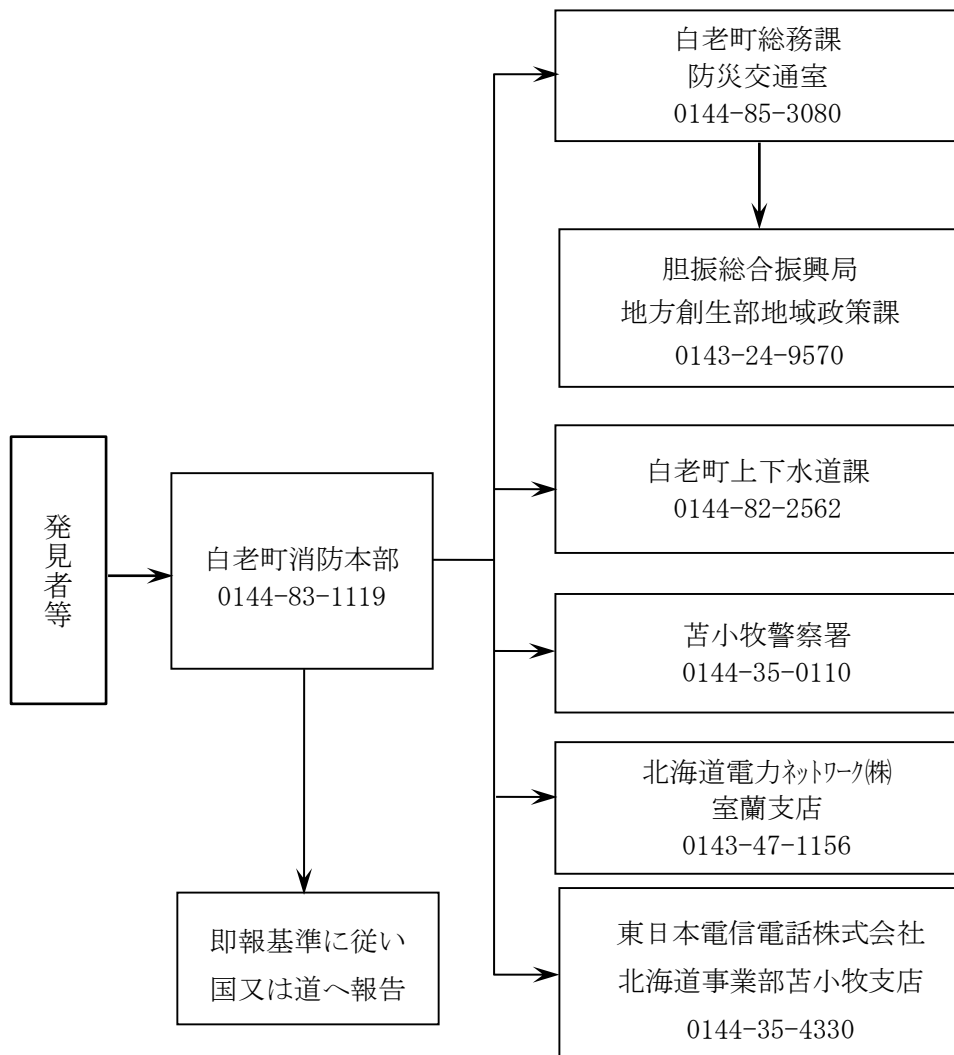 発見者等
白老町消防本部
0144-83-1119
即報基準に従い
国又は道へ報告
白老町総務課
防災交通室
0144-85-3080
胆振総合振興局
地方創生部地域政策課
0143-24-9570
白老町上下水道課
0144-82-2562
苫小牧警察署
0144-35-0110
北海道電力ﾈｯﾄﾜｰｸ㈱
室蘭支店
0143-47-1156
東日本電信電話株式会社
北海道事業部苫小牧支店
0144-35-4330